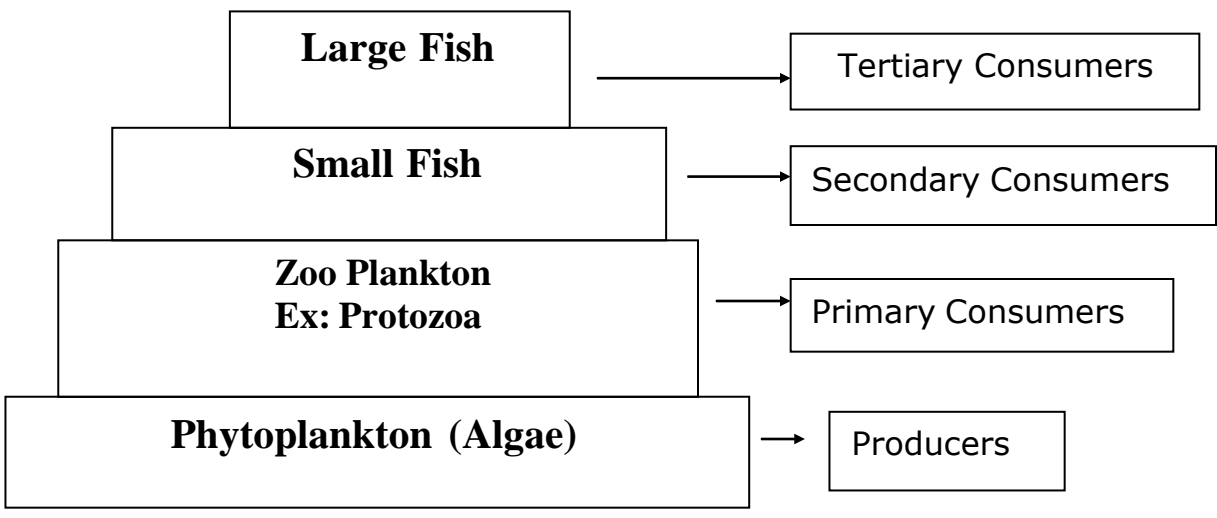 Large Fish
Tertiary Consumers
Small Fish
Secondary Consumers
Zoo Plankton
Ex: Protozoa
Primary Consumers
Phytoplankton (Algae)
Producers